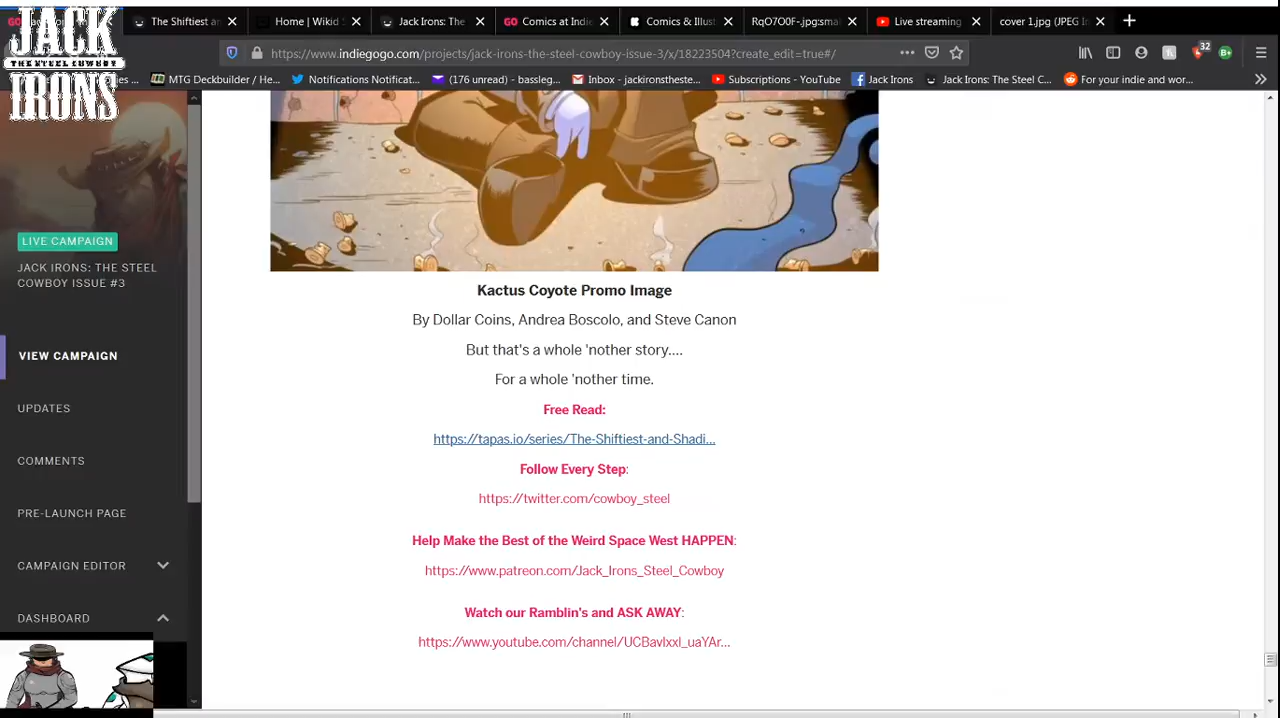 JACK
THE STEEL COWBOY
IRONS
The Shiftiest an
Home | Wikid S
Jack Irons: The
GO Comics at Indie
Comics & Illust
RqO7O0F-.jpg:sma
Live streaming
cover 1.jpg (JPEG Im
https://www.indiegogo.com/projects/jack-irons-the-steel-cowboy-issue-3/x/18223504?create_edit=true#/
32
MTG Deckbuilder / He...
Notifications Notificat...
(176 unread) - bassleg...
Inbox - jackironsthest...
Subscriptions - YouTube
Jack Irons
Jack Irons: The Steel C...
For your indie and wo...
LIVE CAMPAIGN
JACK IRONS: THE STEEL
COWBOY ISSUE #3
VIEW CAMPAIGN
UPDATES
COMMENTS
PRE-LAUNCH PAGE
CAMPAIGN EDITOR
DASHBOARD
Kactus Coyote Promo Image
By Dollar Coins, Andrea Boscolo, and Steve Canon
But that's a whole 'nother story....
For a whole 'nother time.
Free Read:
https://tapas.io/series/The-Shiftiest-and-Shadi...
Follow Every Step:
https://twitter.com/cowboy_steel
Help Make the Best of the Weird Space West HAPPEN:
https://www.patreon.com/Jack_Irons_Steel_Cowboy
Watch our Ramblin's and ASK AWAY:
https://www.youtube.com/channel/UCBavlxxl_uaYAr...